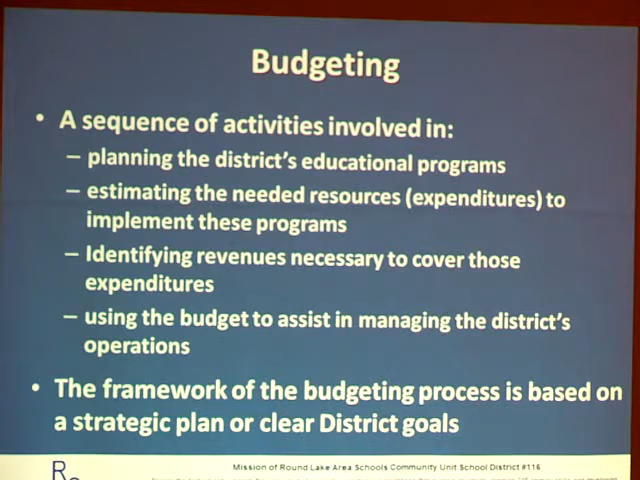 Budgeting
• A sequence of activities involved in:
– planning the district's educational programs
– estimating the needed resources (expenditures) to
implement these programs
– Identifying revenues necessary to cover those
expenditures
– using the budget to assist in managing the district's
operations
• The framework of the budgeting process is based on
a strategic plan or clear District goals
Mission of Round Lake Area Schools Community Unit School District #116
R